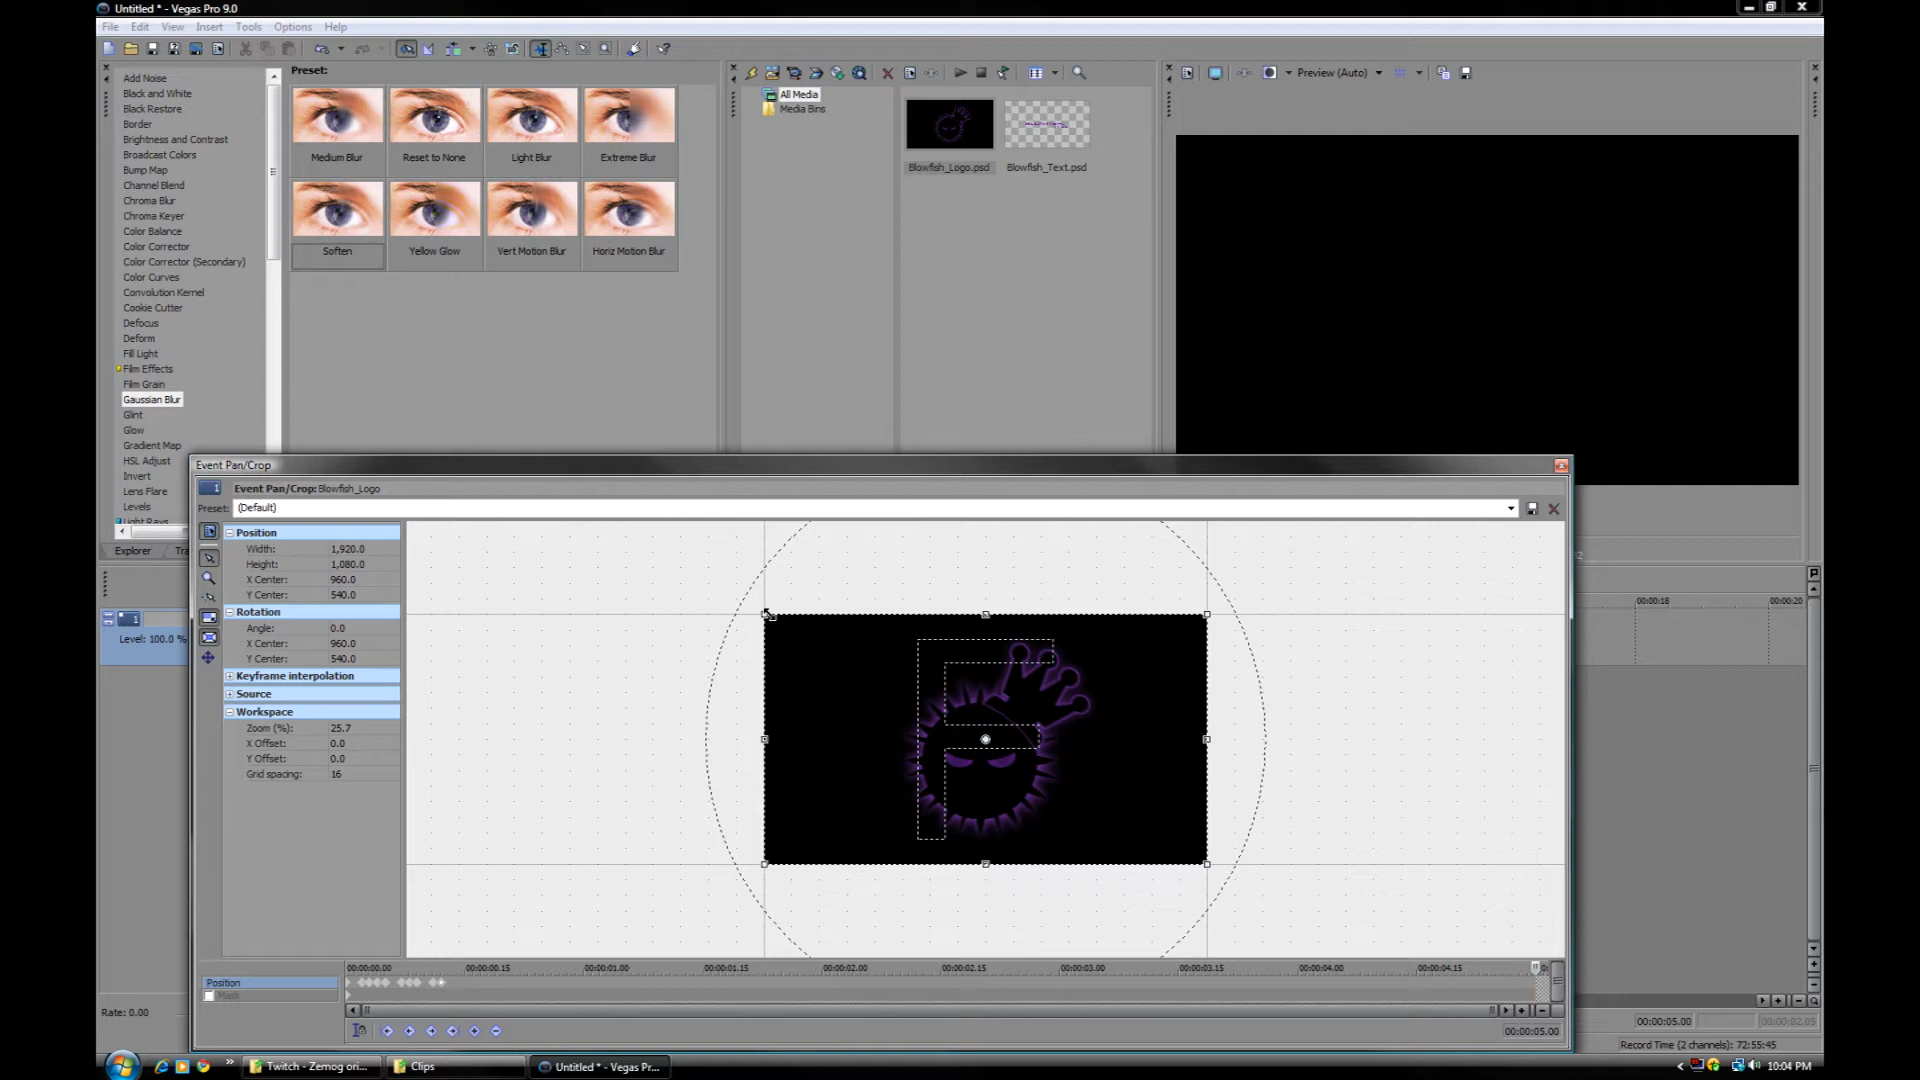 Untitled * - Vegas Pro 9.0
File Edit View Insert Tools Options Help
Add Noise
Black and White
Black Restore
Border
Brightness and Contrast
Broadcast Colors
Bump Map
Channel Blend
Chroma Blur
Chroma Keyer
Color Balance
Color Corrector
Color Corrector (Secondary)
Color Curves
Convolution Kernel
Cookie Cutter
Defocus
Deform
Fill Light
Film Effects
Film Grain
Gaussian Blur
Glint
Glow
Gradient Map
HSL Adjust
Invert
Lens Flare
Levels
Light Rays
Explorer
Preset:
Medium Blur Reset to None Light Blur Extreme Blur
Soften Yellow Glow Vert Motion Blur Horiz Motion Blur
All Media
Media Bins
Blowfish_Logo.psd Blowfish_Text.psd
Preview (Auto)
1
Level: 100.0 %
Rate: 0.00
Event Pan/Crop
1
Event Pan/Crop: Blowfish_Logo
Preset: (Default)
Position
Width: 1,920.0
Height: 1,080.0
X Center: 960.0
Y Center: 540.0
Rotation
Angle: 0.0
X Center: 960.0
Y Center: 540.0
Keyframe interpolation
Source
Workspace
Zoom (%): 25.7
X Offset: 0.0
Y Offset: 0.0
Grid spacing: 16
00:00:00.00 00:00:00.15 00:00:01.00 00:00:01.15 00:00:02.00 00:00:02.15 00:00:03.00 00:00:03.15 00:00:04.00 00:00:04.15
Position
Mask
00:00:05.00
00:00:18 00:00:20
00:00:05.00 00:00:02.05
Record Time (2 channels): 72:55:45
Twitch - Zemog ori... Clips Untitled * - Vegas Pr...
10:04 PM